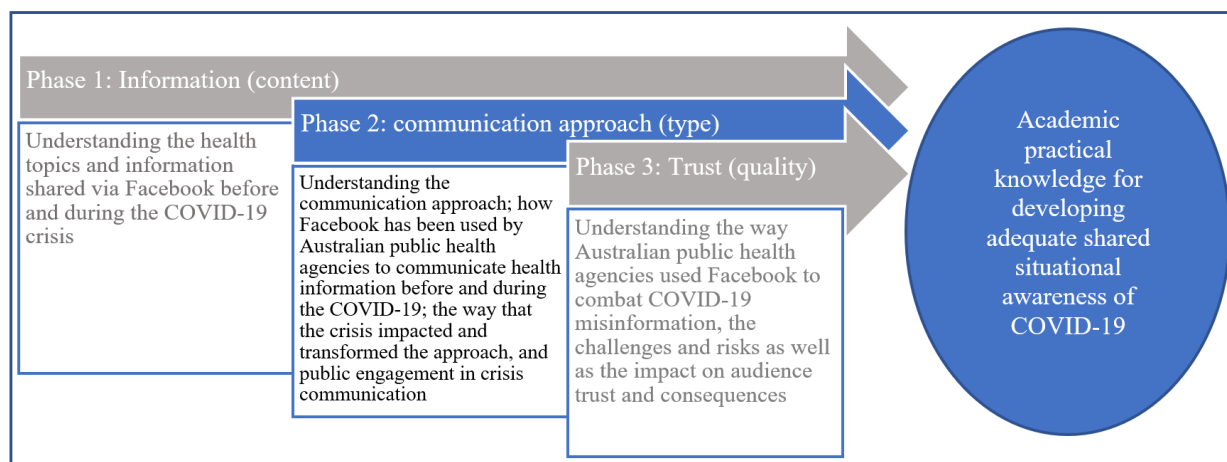 Phase 1: Information (content)
Understanding the health
topics and information
shared via Facebook before
and during the COVID-19
crisis
Phase 2: communication approach (type)
Understanding the
communication approach; how
Facebook has been used by
Australian public health
agencies to communicate health
information before and during
the COVID-19; the way that
the crisis impacted and
transformed the approach, and
public engagement in crisis
communication
Phase 3: Trust (quality)
Understanding the way
Australian public health
agencies used Facebook to
combat COVID-19
misinformation, the
challenges and risks as well
as the impact on audience
trust and consequences
Academic
practical
knowledge for
developing
adequate shared
situational
awareness of
COVID-19